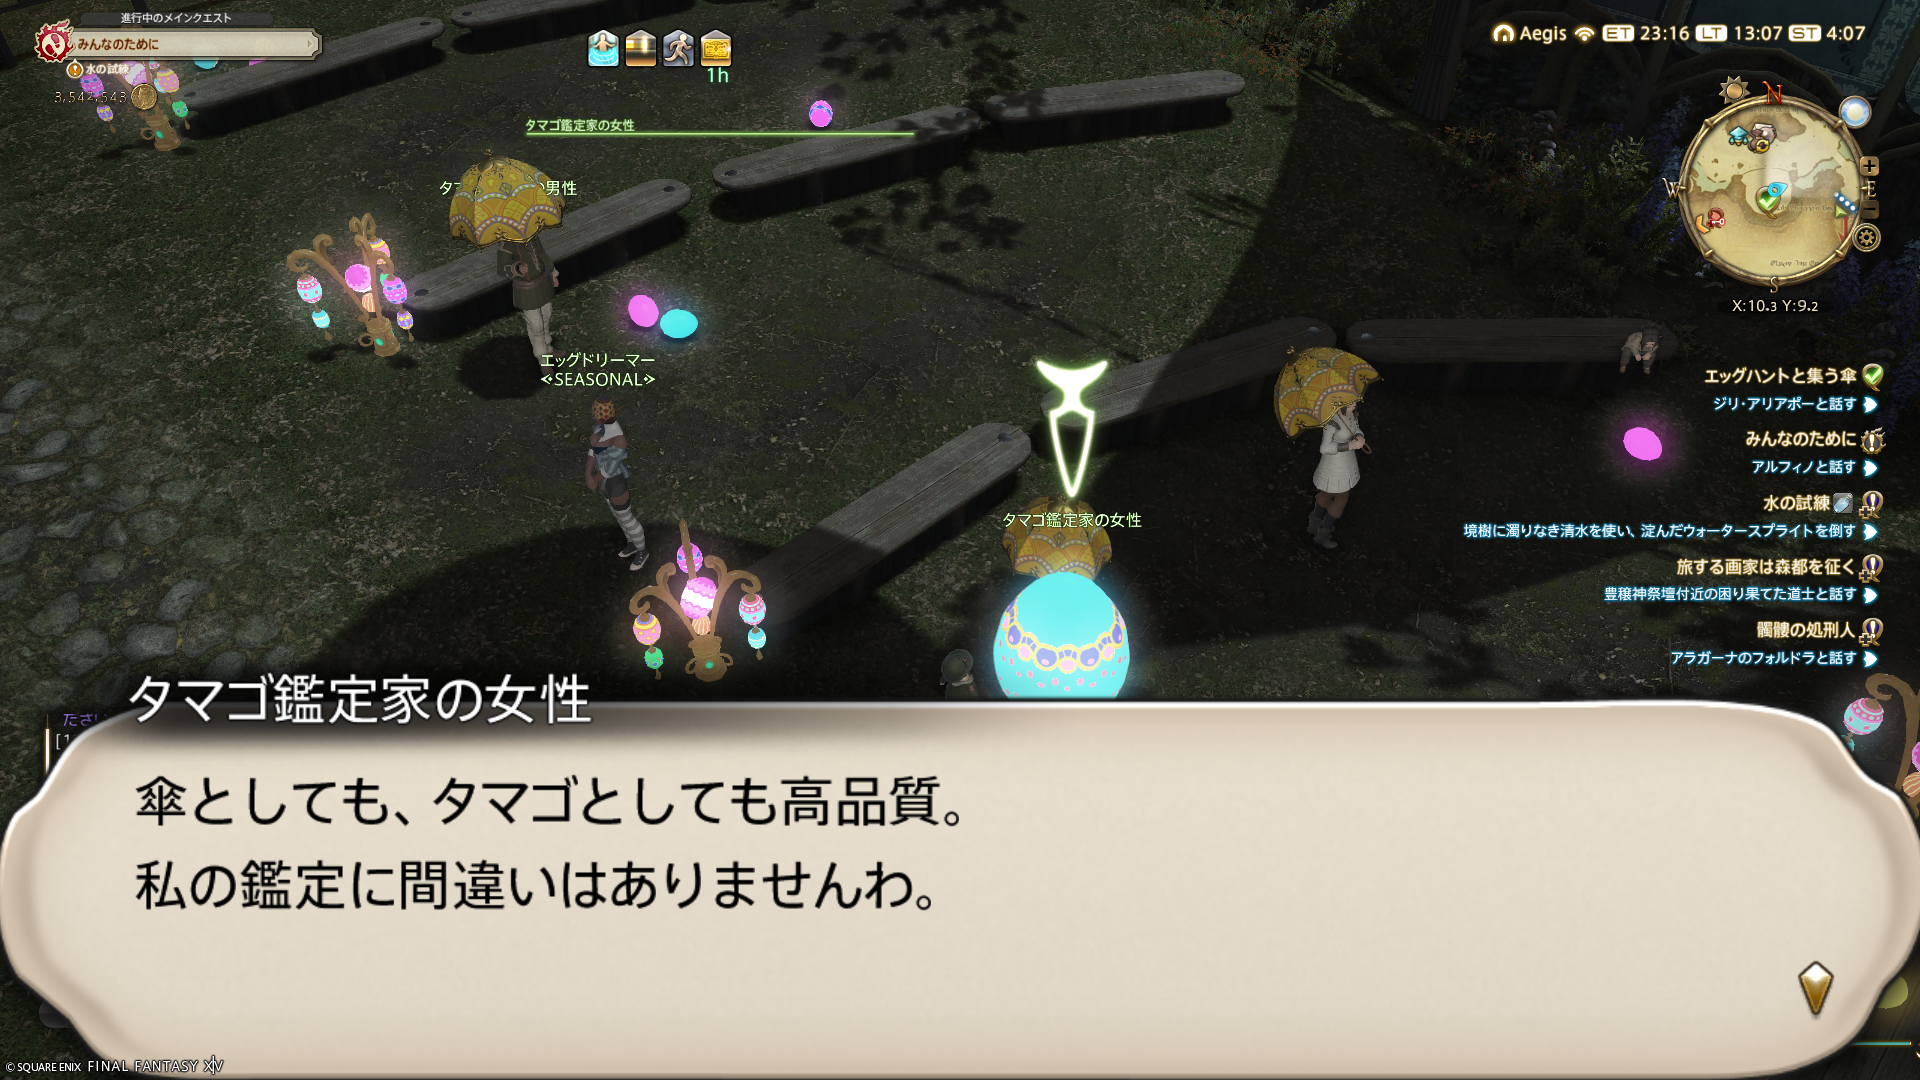 進行中のメインクエスト
みんなのために
水の試練
3,542,543
1h
Aegis ET 23:16 LT 13:07 ST 4:07
N
W
E
S
X:10.3 Y:9.2
タマゴ鑑定家の女性
の男性
エッグドリーマー
SEASONAL
タマゴ鑑定家の女性
エッグハントと集う傘
ジリ・アリアポーと話す
みんなのために
アルフィノと話す
水の試練
境樹に濁りなき清水を使い、淀んだウォータースプライトを倒す
旅する画家は森都を征く
豊穣神祭壇付近の困り果てた道士と話す
髑髏の処刑人
アラガーナのフォルドラと話す
タマゴ鑑定家の女性
傘としても、タマゴとしても高品質。
私の鑑定に間違いはありませんわ。
© SQUARE ENIX FINAL FANTASY XIV